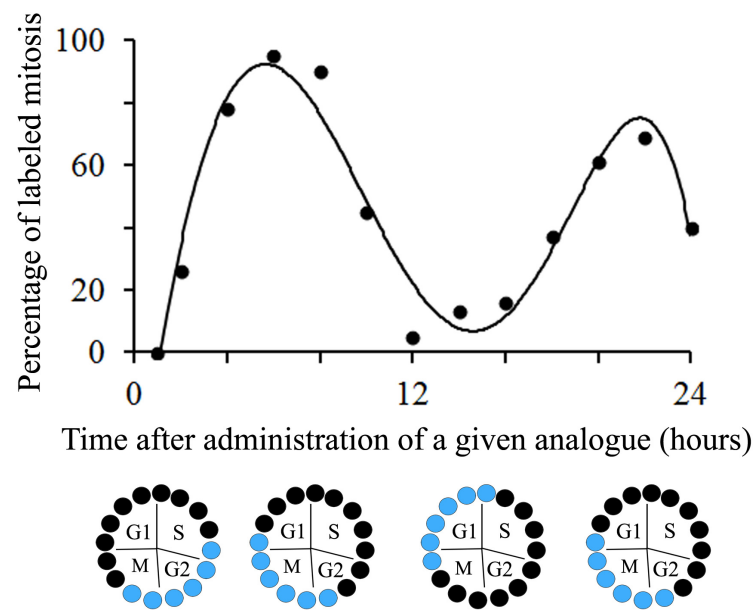 Percentage of labeled mitosis
100
60
20
0
0 12 24
Time after administration of a given analogue (hours)
G1 S G1 S G1 S G1 S
M G2 M G2 M G2 M G2